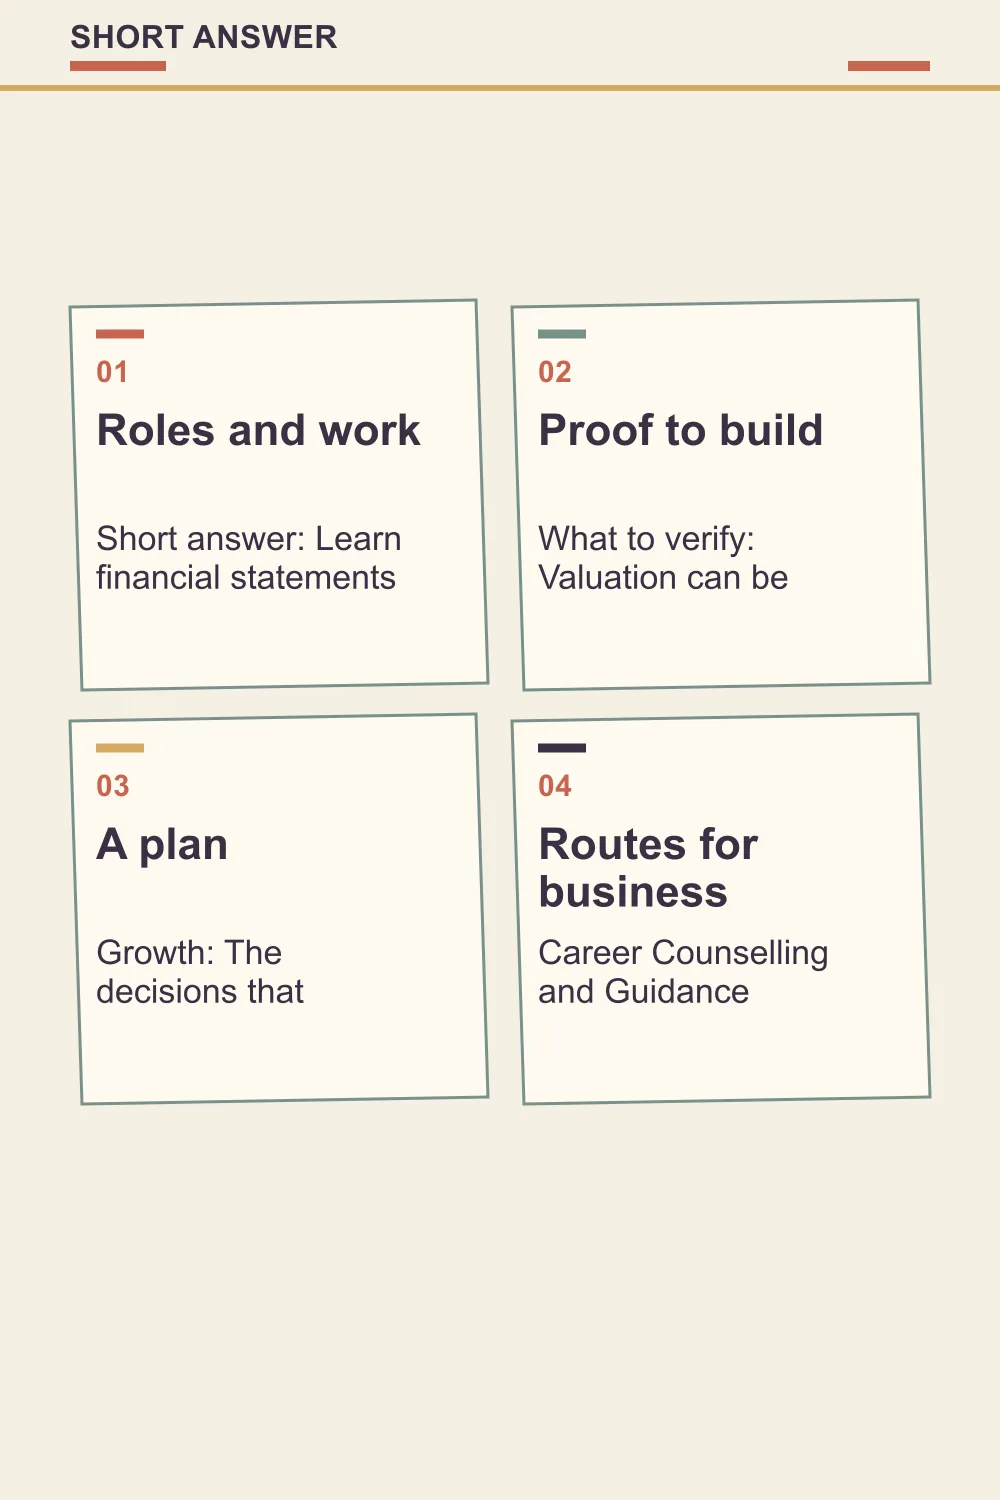 SHORT ANSWER
01
Roles and work
Short answer: Learn
financial statements
02
Proof to build
What to verify:
Valuation can be
03
A plan
Growth: The
decisions that
04
Routes for
business
Career Counselling
and Guidance